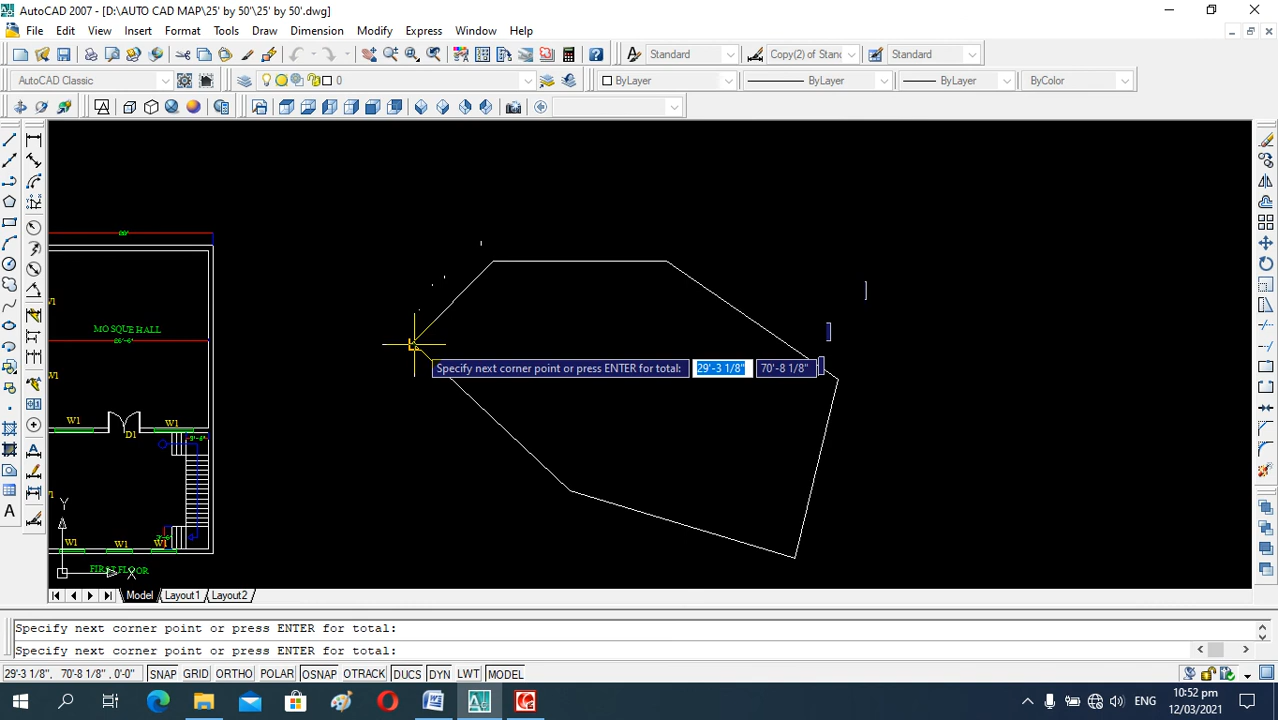 AutoCAD 2007 - [D:\AUTO CAD MAP\25' by 50'\25' by 50'.dwg]
File Edit View Insert Format Tools Draw Dimension Modify Express Window Help
Standard Copy(2) of Stand Standard
AutoCAD Classic 0 ByLayer ByLayer ByLayer ByColor
MOSQUE HALL
26'-6"
W1
W1
W1 W1
D1
Specify next corner point or press ENTER for total: 29'-3 1/8" 70'-8 1/8"
Y
W1 W1 W1
FIRST FLOOR X
Model Layout1 Layout2
Specify next corner point or press ENTER for total:
Specify next corner point or press ENTER for total:
29'-3 1/8", 70'-8 1/8", 0'-0" SNAP GRID ORTHO POLAR OSNAP OTRACK DUCS DYN LWT MODEL
ENG 10:52 pm
12/03/2021